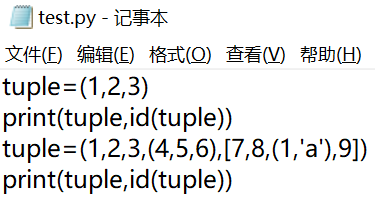 test.py - 记事本
文件(F) 编辑(E) 格式(O) 查看(V) 帮助(H)
tuple=(1,2,3)
print(tuple,id(tuple))
tuple=(1,2,3,(4,5,6),[7,8,(1,'a'),9])
print(tuple,id(tuple))